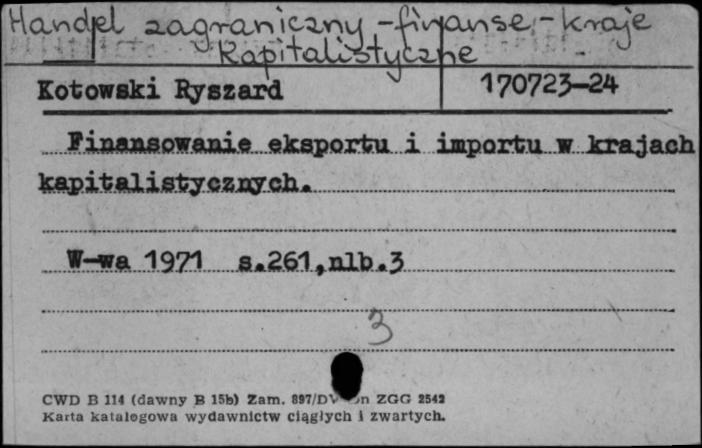 Handel zagraniczny - finanse - kraje
kapitalistyczne
Kotowski Ryszard 170723-24
Finansowanie eksportu i importu w krajach
kapitalistycznych.
W-wa 1971 s.261,nlb.3
3
CWD B 114 (dawny B 15b) Zam. 897/DV n ZGG 2542
Karta katalogowa wydawnictw ciągłych i zwartych.